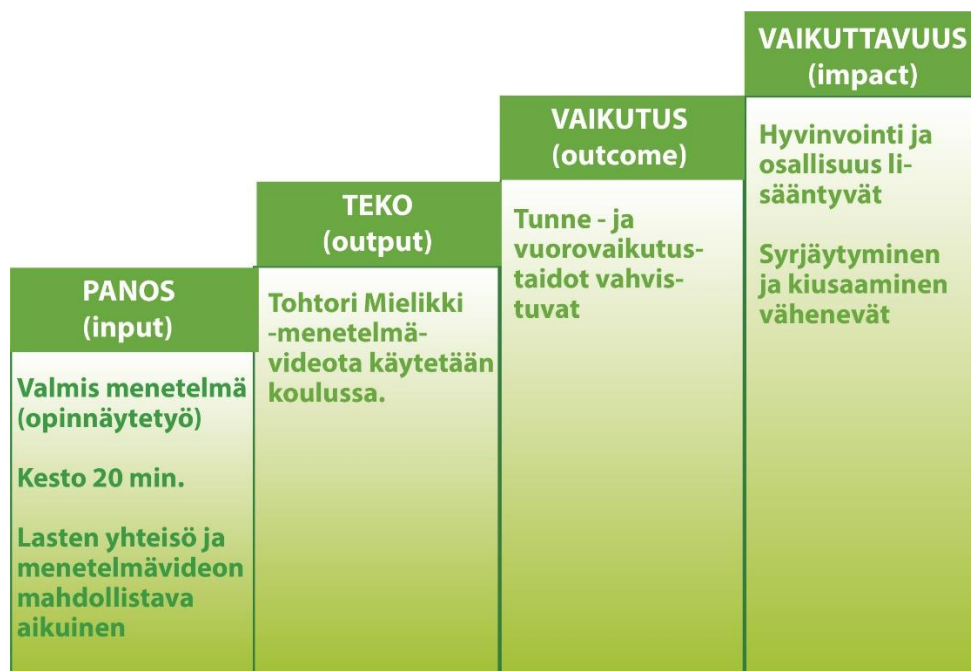 PANOS
(input)
Valmis menetelmä
(opinnäytetyö)
Kesto 20 min.
Lasten yhteisö ja
menetelmävideon
mahdollistava
aikuinen
TEKO
(output)
Tohtori Mielikki
-menetelmä-
videota käytetään
koulussa.
VAIKUTUS
(outcome)
Tunne - ja
vuorovaikutus-
taidot vahvis-
tuvat
VAIKUTTAVUUS
(impact)
Hyvinvointi ja
osallisuus li-
sääntyvät
Syrjäytyminen
ja kiusaaminen
vähenevät